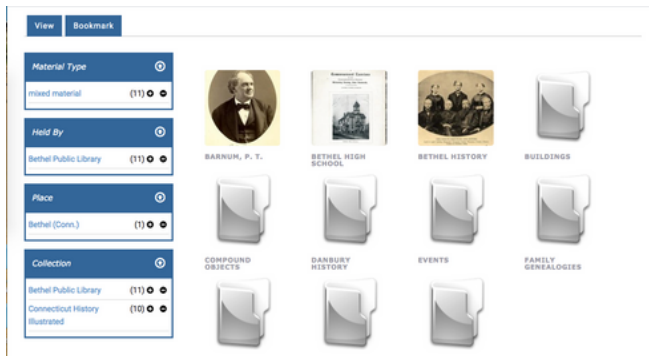 View Bookmark
Material Type
mixed material (11)
Held By
Bethel Public Library (11)
Place
Bethel (Conn.) (1)
Collection
Bethel Public Library (11)
Connecticut History (10)
Illustrated
BARNUM, P. T.
BETHEL HIGH
SCHOOL
BETHEL HISTORY
BUILDINGS
COMPOUND
OBJECTS
DANBURY
HISTORY
EVENTS
FAMILY
GENEALOGIES